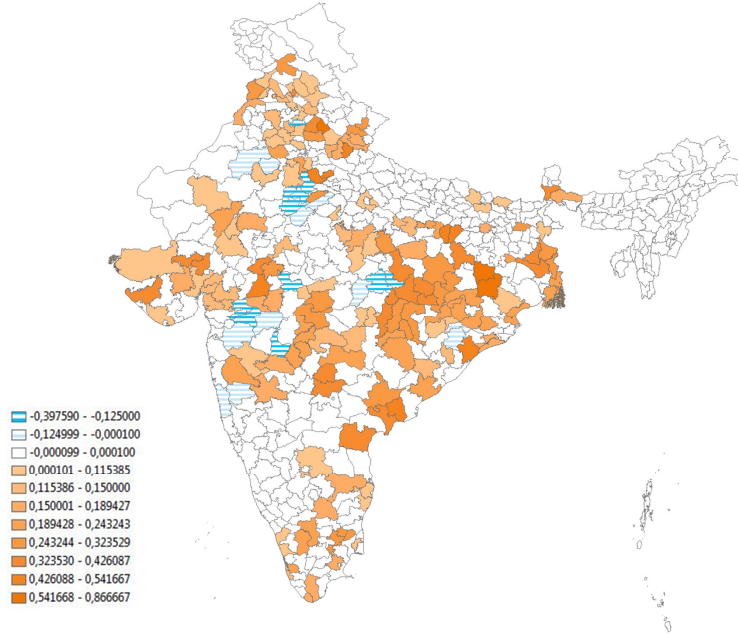 -0,397590 - -0,125000
-0,124999 - -0,000100
-0,000099 - 0,000100
0,000101 - 0,115385
0,115386 - 0,150000
0,150001 - 0,189427
0,189428 - 0,243243
0,243244 - 0,323529
0,323530 - 0,426087
0,426088 - 0,541667
0,541668 - 0,866667